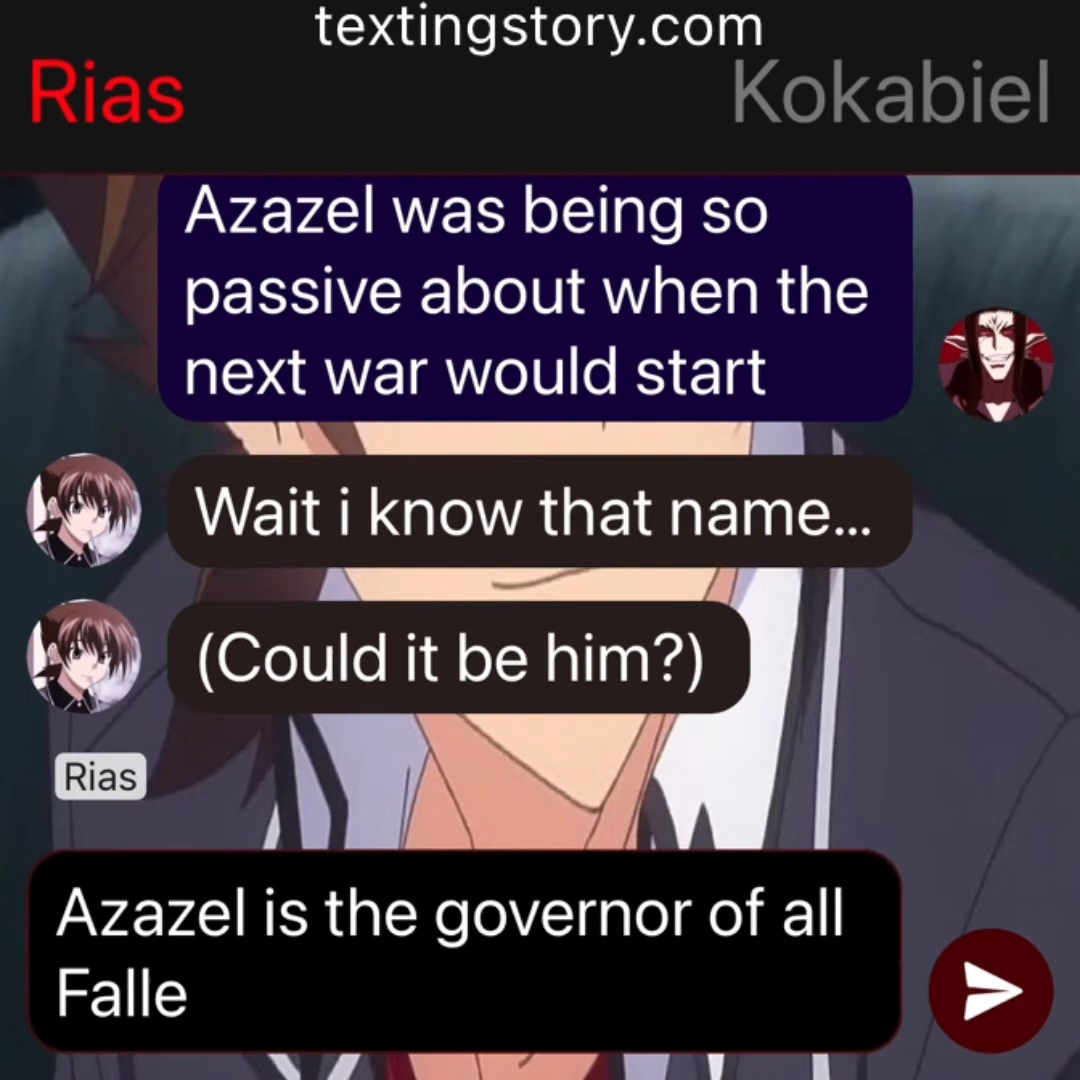 textingstory.com
Rias
Kokabiel
Azazel was being so
passive about when the
next war would start
Wait i know that name...
(Could it be him?)
Rias
Azazel is the governor of all
Falle